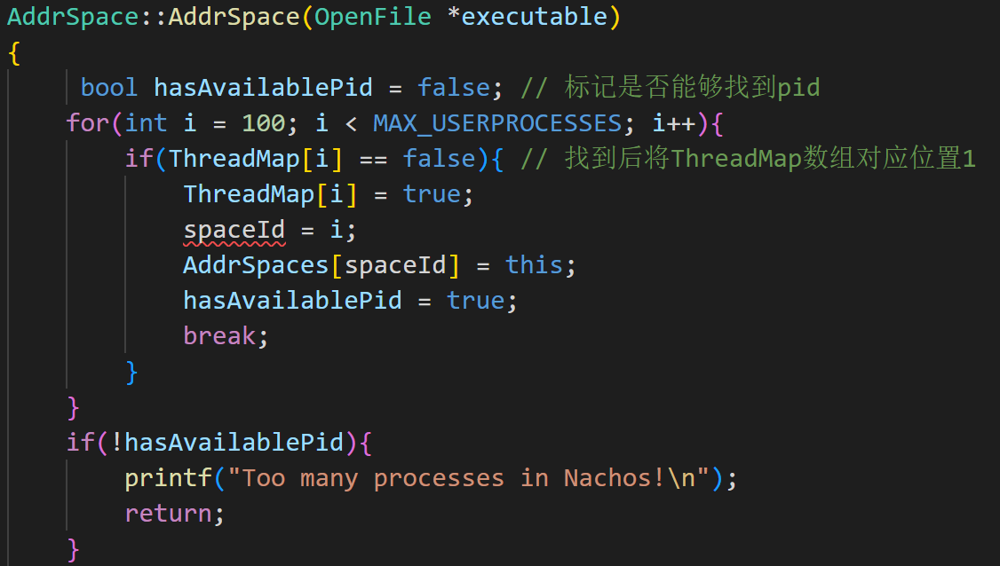 AddrSpace::AddrSpace(OpenFile *executable)
{
bool hasAvailablePid = false; // 标记是否能够找到pid
for(int i = 100; i < MAX_USERPROCESSES; i++){
if(ThreadMap[i] == false){ // 找到后将ThreadMap数组对应位置1
ThreadMap[i] = true;
spaceId = i;
AddrSpaces[spaceId] = this;
hasAvailablePid = true;
break;
}
}
if(!hasAvailablePid){
printf("Too many processes in Nachos!\n");
return;
}